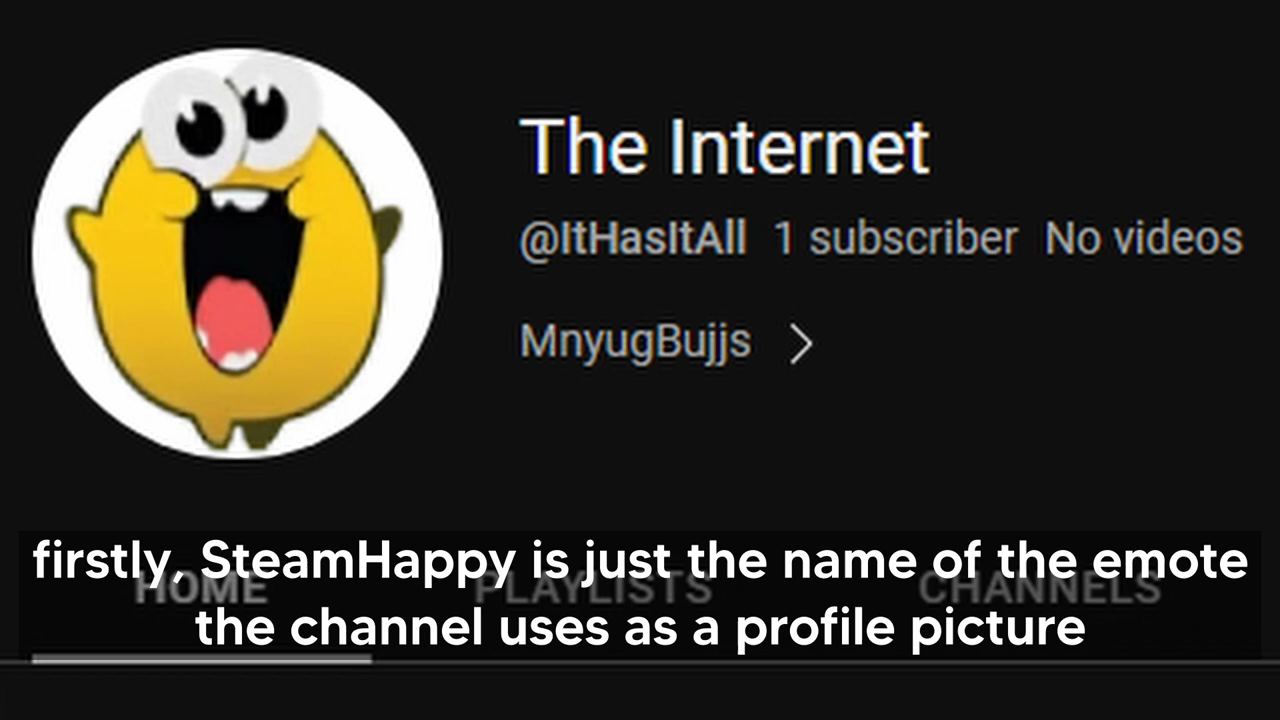 The Internet
@ItHasItAll 1 subscriber No videos
MnyugBujjs
firstly, SteamHappy is just the name of the emote
HOME PLAYLISTS CHANNELS
the channel uses as a profile picture